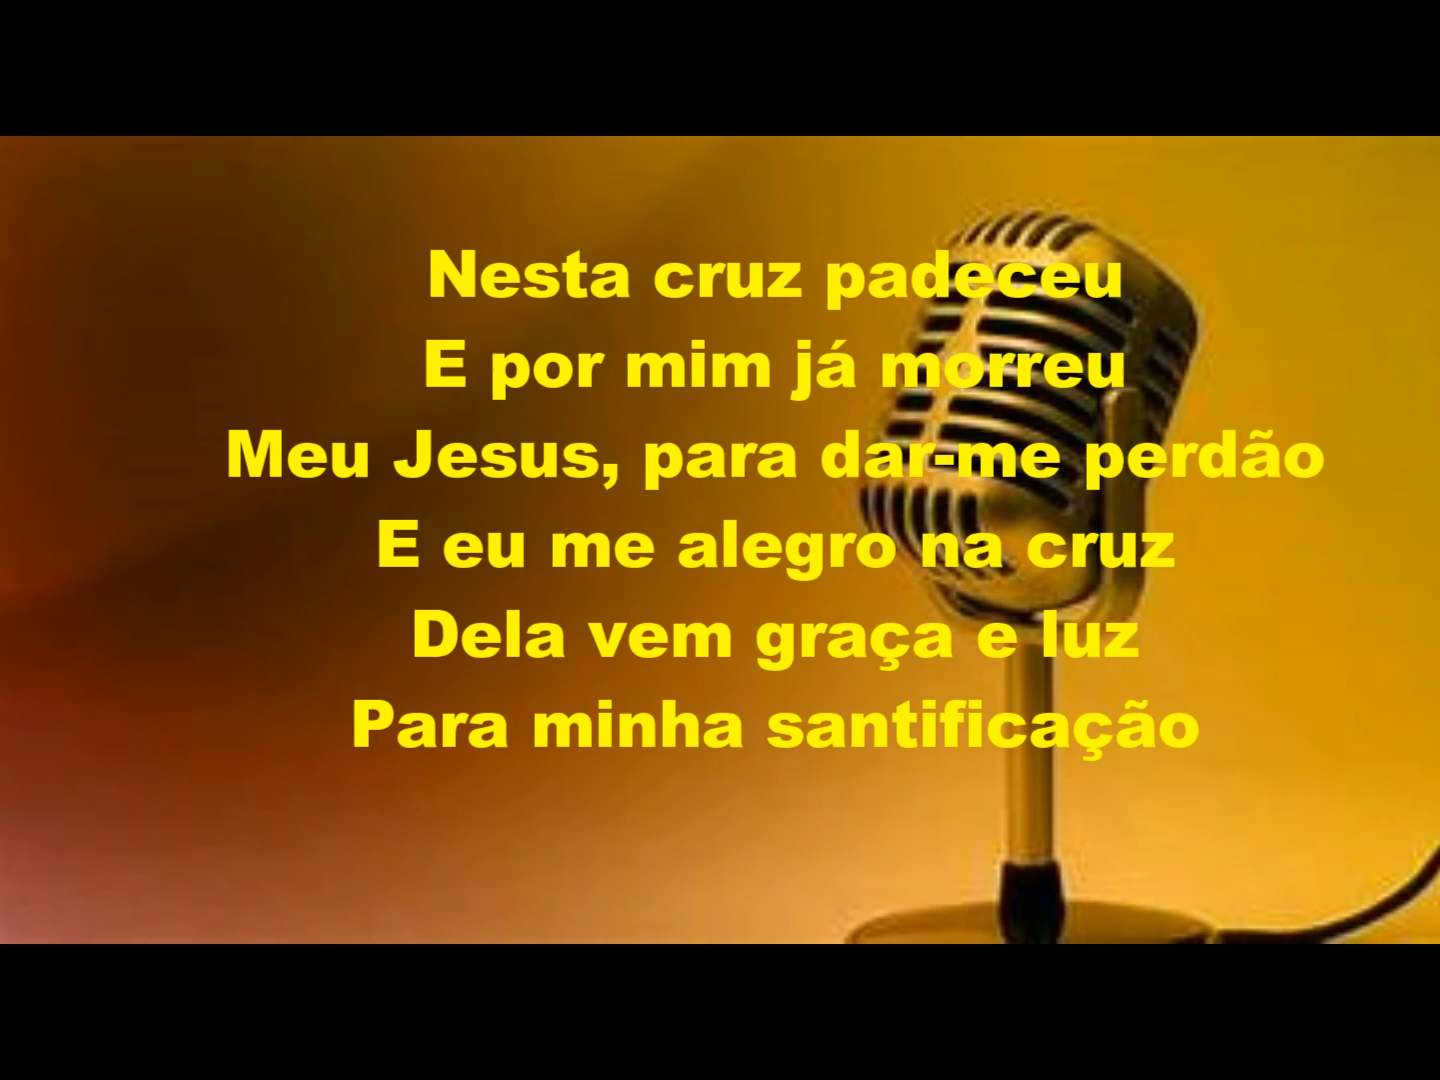 Nesta cruz padeceu
E por mim já morreu
Meu Jesus, para dar-me perdão
E eu me alegro na cruz
Dela vem graça e luz
Para minha santificação